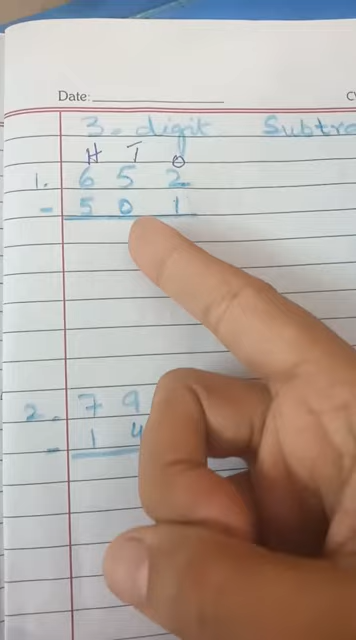 Date:
3. digit Subtra
H T O
1. 6 5 2
- 5 0 1
2. 7 9
- 1 4